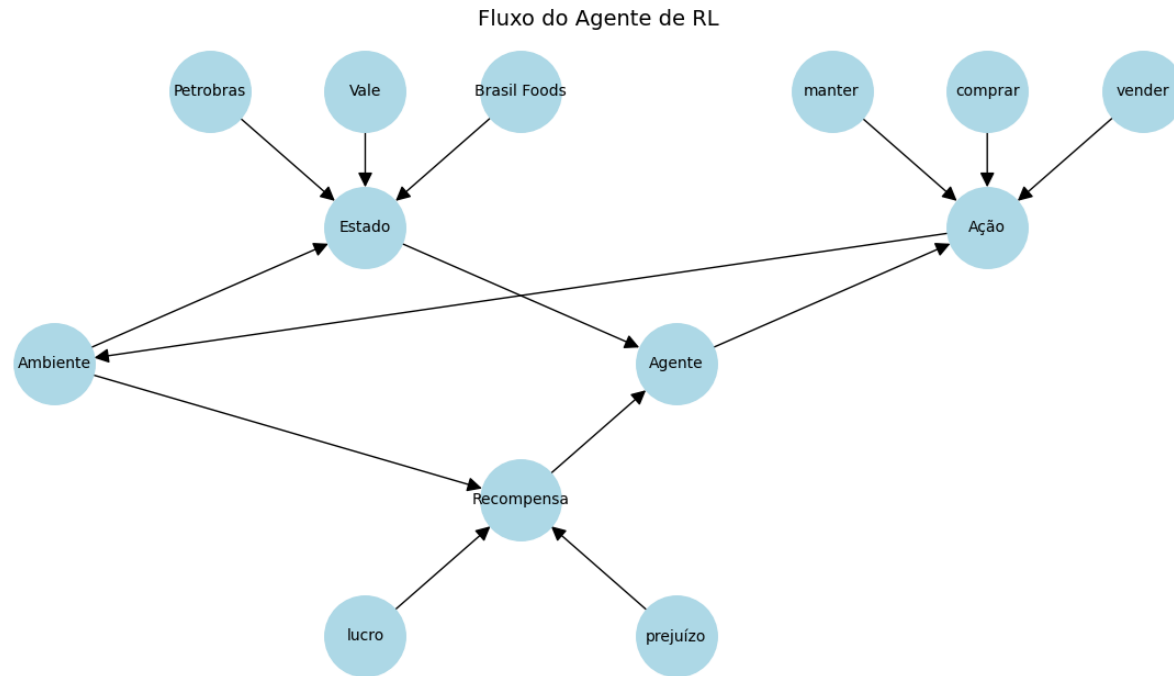 Fluxo do Agente de RL
Petrobras
Vale
Brasil Foods
manter
comprar
vender
Estado
Ação
Ambiente
Agente
Recompensa
lucro
prejuízo